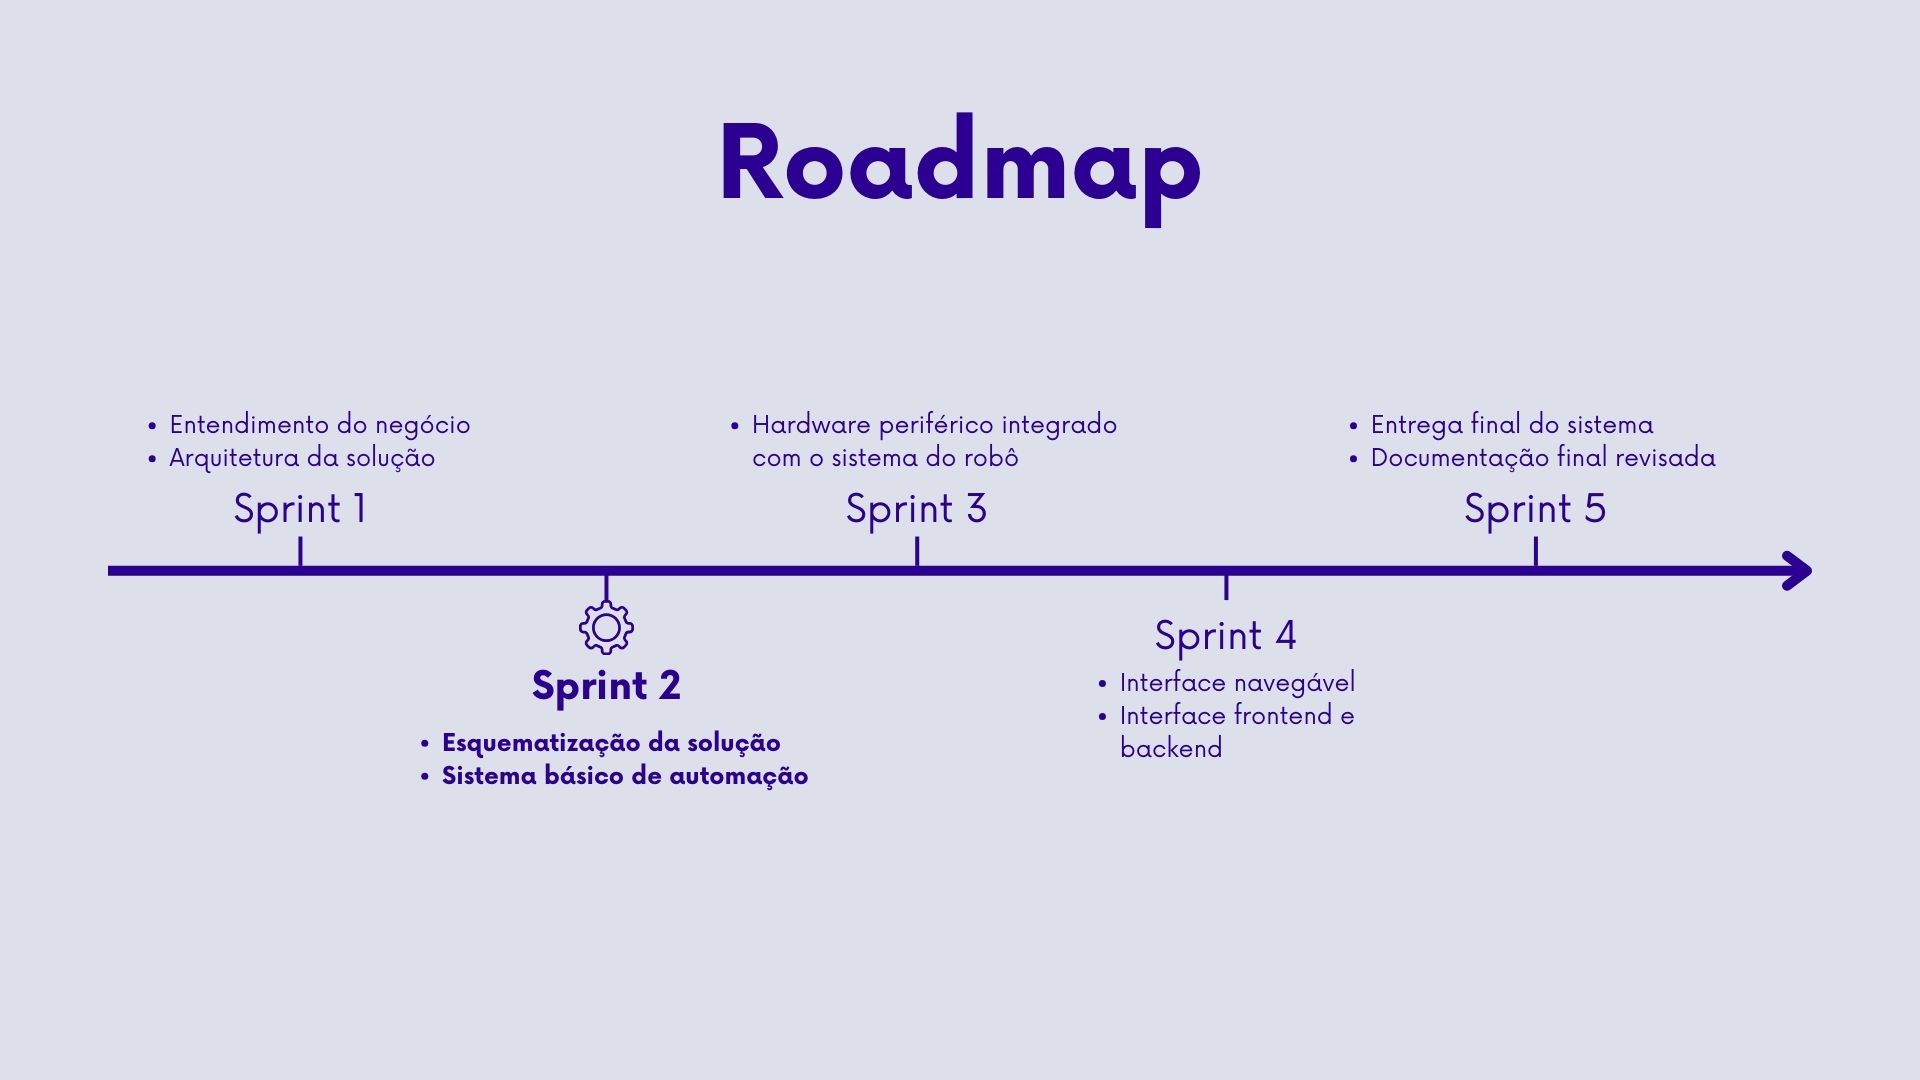 Roadmap
• Entendimento do negócio
• Arquitetura da solução
Sprint 1
• Hardware periférico integrado
com o sistema do robô
Sprint 3
• Entrega final do sistema
• Documentação final revisada
Sprint 5
Sprint 2
• Esquematização da solução
• Sistema básico de automação
Sprint 4
• Interface navegável
• Interface frontend e
backend